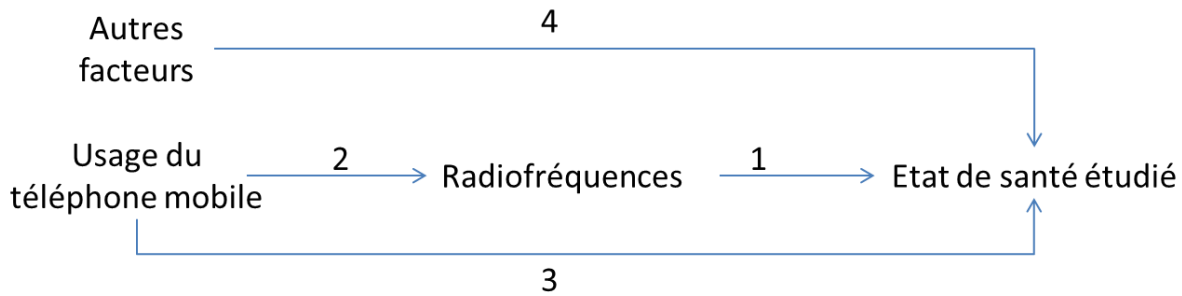 Autres
facteurs
4
Usage du
téléphone mobile
2
Radiofréquences
1
Etat de santé étudié
3